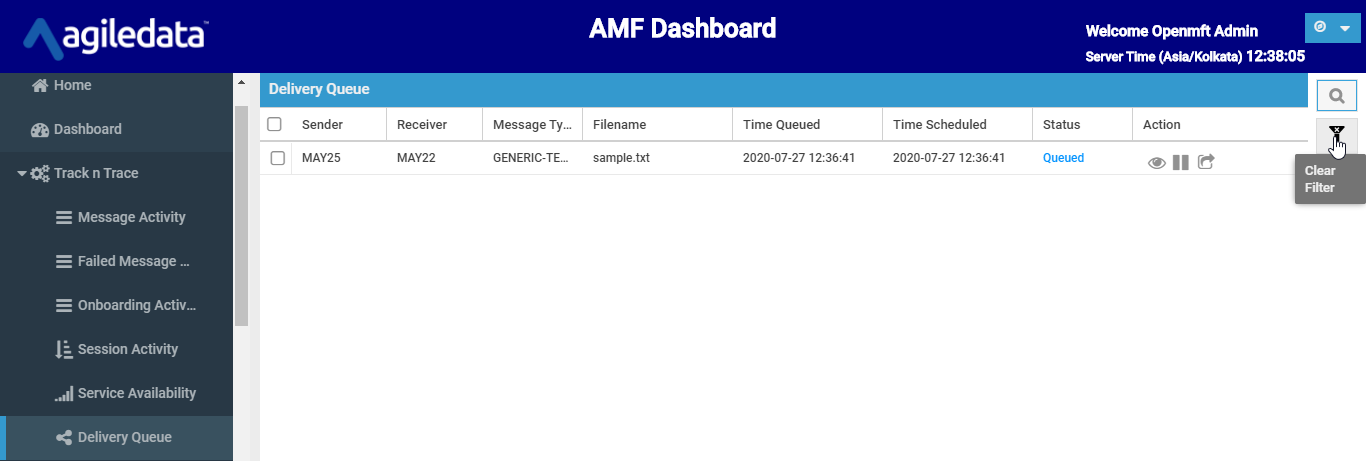 agiledata™
AMF Dashboard
Welcome Openmft Admin
Server Time (Asia/Kolkata) 12:38:05
Home
Dashboard
Track n Trace
Message Activity
Failed Message ...
Onboarding Activ...
Session Activity
Service Availability
Delivery Queue
Delivery Queue
Sender Receiver Message Ty... Filename Time Queued Time Scheduled Status Action
MAY25 MAY22 GENERIC-TE... sample.txt 2020-07-27 12:36:41 2020-07-27 12:36:41 Queued
Clear
Filter